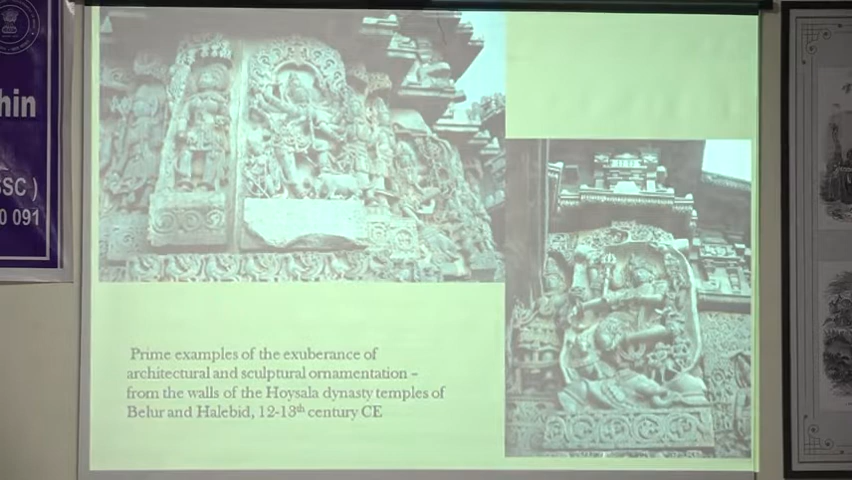 hin
SSC )
0 091
Prime examples of the exuberance of
architectural and sculptural ornamentation –
from the walls of the Hoysala dynasty temples of
Belur and Halebid, 12-13th century CE